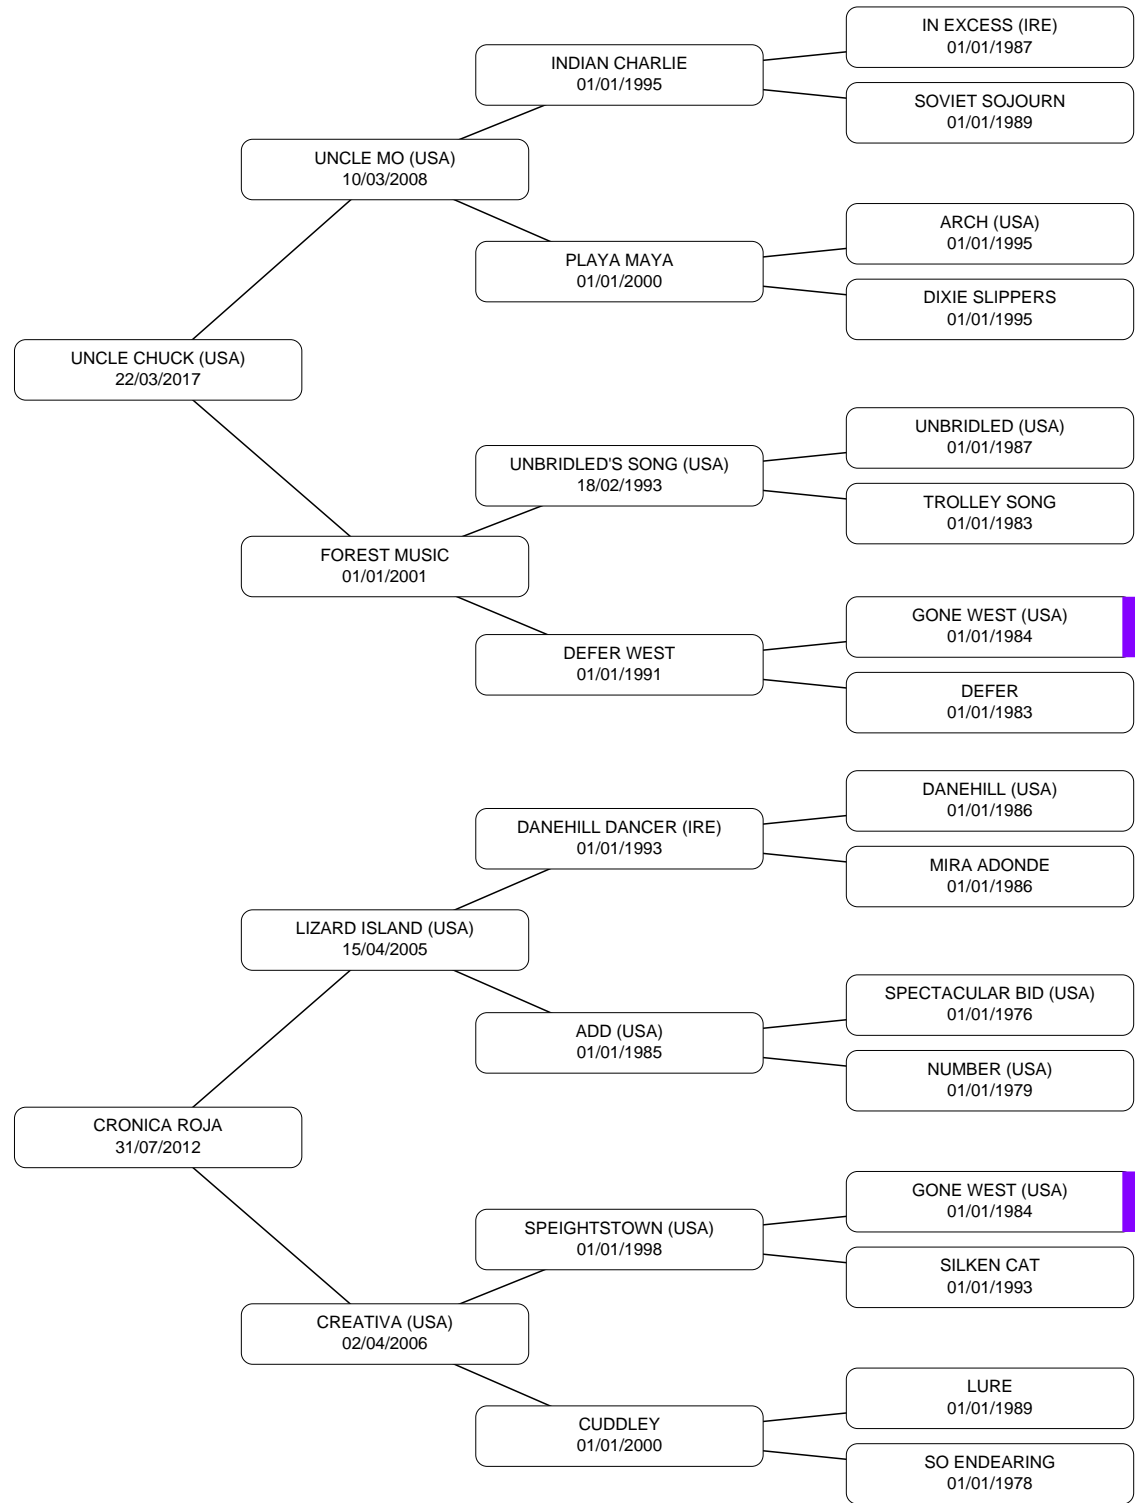 IN EXCESS (IRE)
01/01/1987
INDIAN CHARLIE
01/01/1995
SOVIET SOJOURN
01/01/1989
UNCLE MO (USA)
10/03/2008
ARCH (USA)
01/01/1995
PLAYA MAYA
01/01/2000
DIXIE SLIPPERS
01/01/1995
UNCLE CHUCK (USA)
22/03/2017
UNBRIDLED (USA)
01/01/1987
UNBRIDLED'S SONG (USA)
18/02/1993
TROLLEY SONG
01/01/1983
FOREST MUSIC
01/01/2001
GONE WEST (USA)
01/01/1984
DEFER WEST
01/01/1991
DEFER
01/01/1983
DANEHILL (USA)
01/01/1986
DANEHILL DANCER (IRE)
01/01/1993
MIRA ADONDE
01/01/1986
LIZARD ISLAND (USA)
15/04/2005
SPECTACULAR BID (USA)
01/01/1976
ADD (USA)
01/01/1985
NUMBER (USA)
01/01/1979
CRONICA ROJA
31/07/2012
GONE WEST (USA)
01/01/1984
SPEIGHTSTOWN (USA)
01/01/1998
SILKEN CAT
01/01/1993
CREATIVA (USA)
02/04/2006
LURE
01/01/1989
CUDDLEY
01/01/2000
SO ENDEARING
01/01/1978